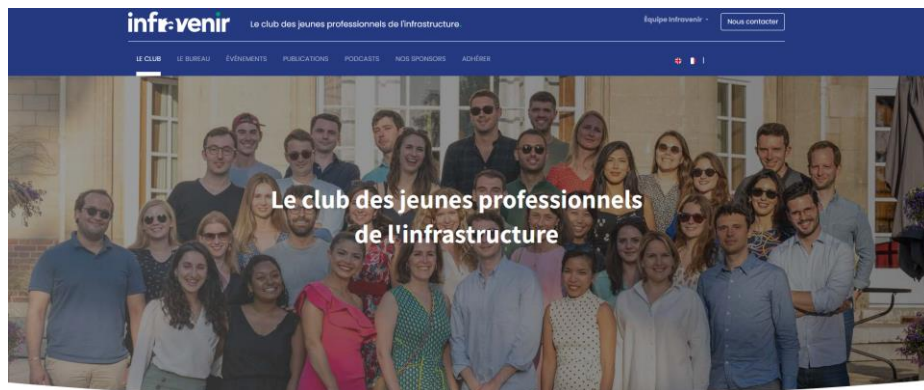 infravenir
Le club des jeunes professionnels de l'infrastructure.
Équipe Infravenir
Nous contacter
LE CLUB
LE BUREAU
ÉVÉNEMENTS
PUBLICATIONS
PODCASTS
NOS SPONSORS
ADHÉRER
Le club des jeunes professionnels
de l'infrastructure